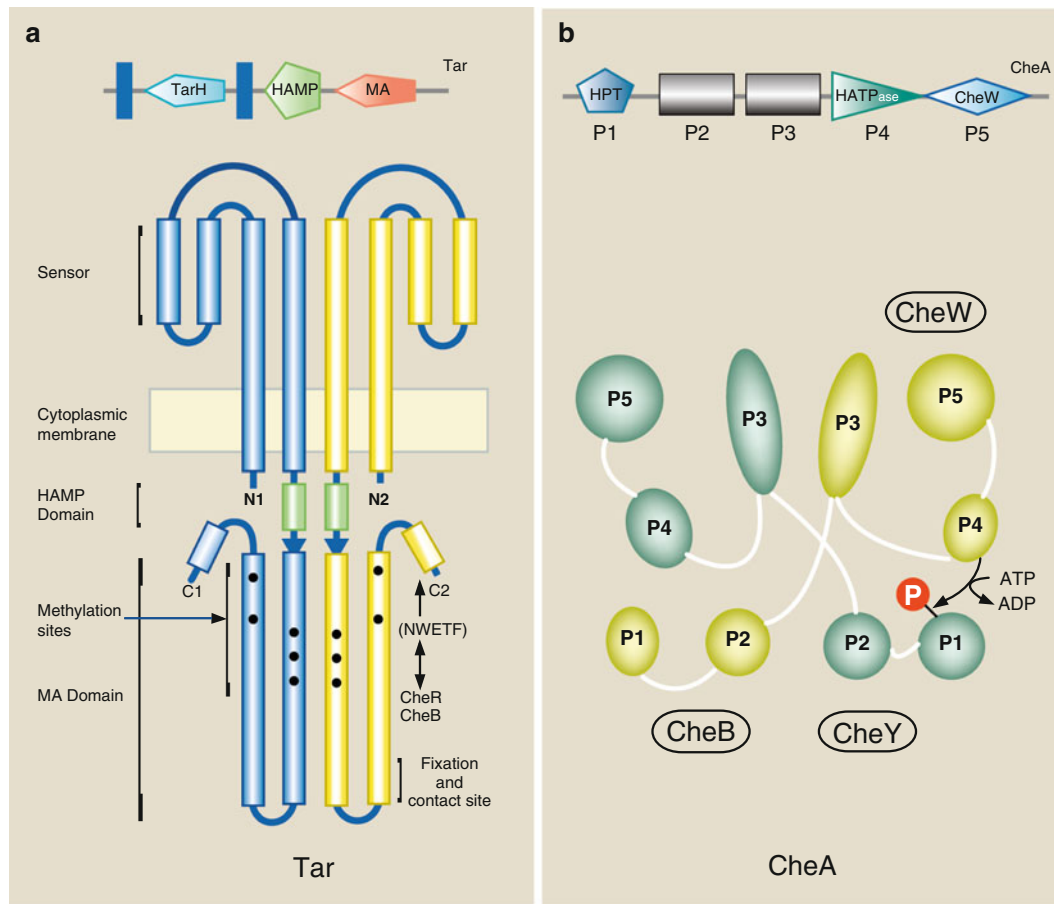 a
Tar
TarH
HAMP
MA
Sensor
Cytoplasmic
membrane
HAMP
Domain
N1
N2
C1
C2
Methylation
sites
(NWETF)
MA Domain
CheR
CheB
Fixation
and
contact site
Tar
b
CheA
HPT
HATPase
CheW
P1
P2
P3
P4
P5
CheW
P5
P3
P3
P5
P4
P4
P
ATP
ADP
P1
P2
P2
P1
CheB
CheY
CheA